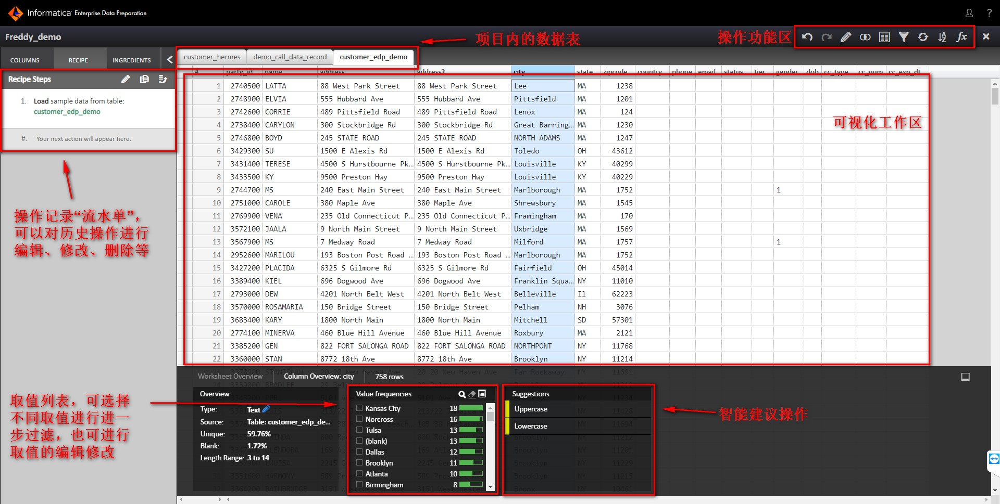 Informatica Enterprise Data Preparation
?
Freddy_demo
项目内的数据表
操作功能区
COLUMNS
RECIPE
INGREDIENTS
customer_hermes
demo_call_data_record
customer_edp_demo
Recipe Steps
1. Load sample data from table:
customer_edp_demo
#. Your next action will appear here.
操作记录“流水单”，
可以对历史操作进行
编辑、修改、删除等
# party_id name address address2 city state zipcode country phone email status tier gender dob cc_type cc_num cc_exp_dt
1 2740500 LATTA 88 West Park Street 88 West Park Street Lee MA 1238
2 2748900 ELVIA 555 Hubbard Ave 555 Hubbard Ave Pittsfield MA 1201
3 2742600 CORRIE 489 Pittsfield Road 489 Pittsfield Road Lenox MA 124
4 2738400 CARYLON 300 Stockbridge Rd 300 Stockbridge Rd Great Barring... MA 1230
5 2746800 BOYD 245 STATE ROAD 245 STATE ROAD NORTH ADAMS MA 1247
6 3429300 SU 1500 E Alexis Rd 1500 E Alexis Rd Toledo OH 43612
7 3431400 TERESE 4500 S Hurstbourne Pk... 4500 S Hurstbourne Pk... Louisville KY 40299
8 3433500 KY 9500 Preston Hwy 9500 Preston Hwy Louisville KY 40229
9 2744700 MS 240 East Main Street 240 East Main Street Marlborough MA 1752 1
10 2751000 CAROLE 380 Maple Ave 380 Maple Ave Shrewsbury MA 1545
11 2769900 VENA 235 Old Connecticut P... 235 Old Connecticut P... Framingham MA 170
12 3572100 JAALA 9 North Main Street 9 North Main Street Uxbridge MA 1569
13 3567900 MS 7 Medway Road 7 Medway Road Milford MA 1757 1
14 2952600 MARILOU 193 Boston Post Road ... 193 Boston Post Road ... Marlborough MA 1752
15 3427200 PLACIDA 6325 S Gilmore Rd 6325 S Gilmore Rd Fairfield OH 45014
16 3389400 KIEL 696 Dogwood Ave 696 Dogwood Ave Franklin Squa... NY 11010
17 2793000 DEW 4201 North Belt West 4201 North Belt West Belleville Il 62223
18 3570000 ROSAMARIA 150 Bridge Street 150 Bridge Street Pelham NH 3076
19 3683400 KARY 1800 North Main 1800 North Main Mitchell SD 57301
20 2774100 MINERVA 460 Blue Hill Avenue 460 Blue Hill Avenue Roxbury MA 2121
21 3385200 GEN 822 FORT SALONGA ROAD 822 FORT SALONGA ROAD NORTHPONT NY 11768
22 3360000 STAN 8772 18th Ave 8772 18th Ave Brooklyn NY 11214
可视化工作区
Worksheet Overview
Column Overview: city
758 rows
Overview
Type: Text
Source: Table: customer_edp_de...
Unique: 59.76%
Blank: 1.72%
Length Range: 3 to 14
Value frequencies
Kansas City 18
Norcross 16
Tulsa 13
(blank) 13
Dallas 12
Brooklyn 11
Atlanta 10
Birmingham 8
Suggestions
Uppercase
Lowercase
取值列表，可选择
不同取值进行进一
步过滤，也可进行
取值的编辑修改
智能建议操作